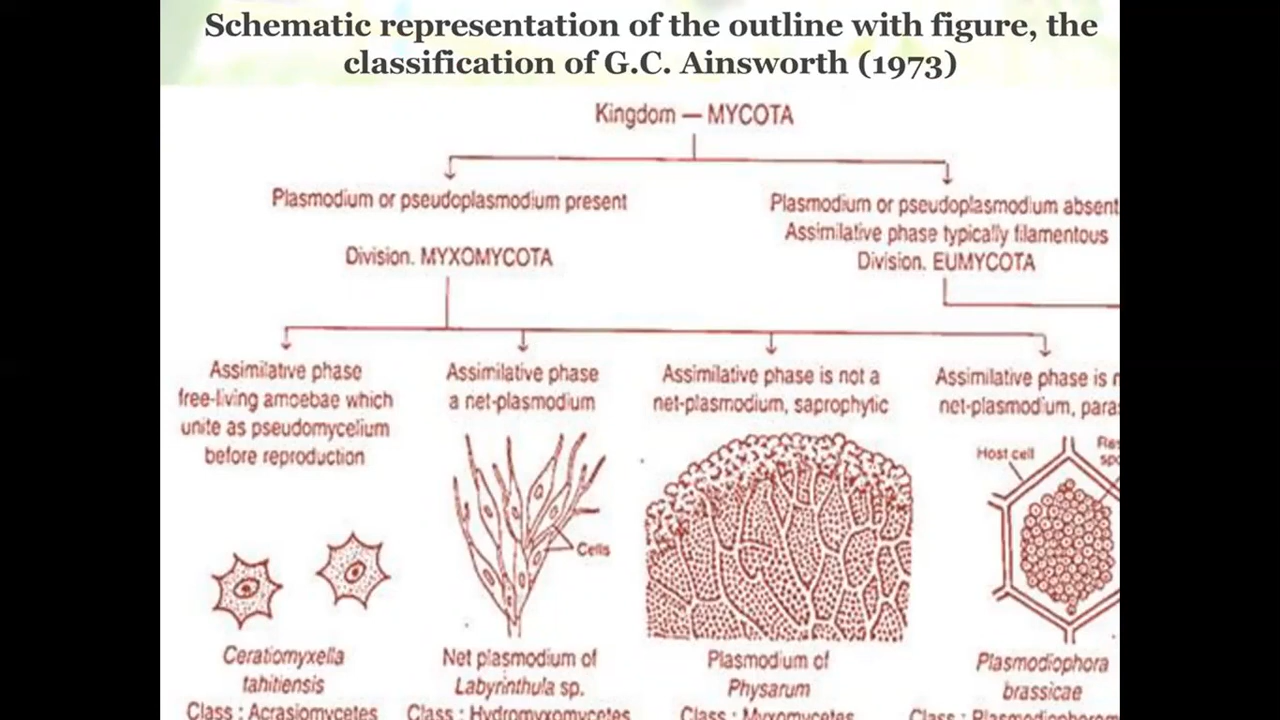 Schematic representation of the outline with figure, the
classification of G.C. Ainsworth (1973)
Kingdom — MYCOTA
Plasmodium or pseudoplasmodium present
Division. MYXOMYCOTA
Plasmodium or pseudoplasmodium absent
Assimilative phase typically filamentous
Division. EUMYCOTA
Assimilative phase
free-living amoebae which
unite as pseudomycelium
before reproduction
Assimilative phase
a net-plasmodium
Assimilative phase is not a
net-plasmodium, saprophytic
Assimilative phase is
net-plasmodium,
Host cell
Cells
Ceratiomyxella
tahitiensis
Class : Acrasiomycetes
Net plasmodium of
Labyrinthula sp.
Class : Hydromyxomycetes
Plasmodium of
Physarum
Class : Myxomycetes
Plasmodiophora
brassicae
Class :